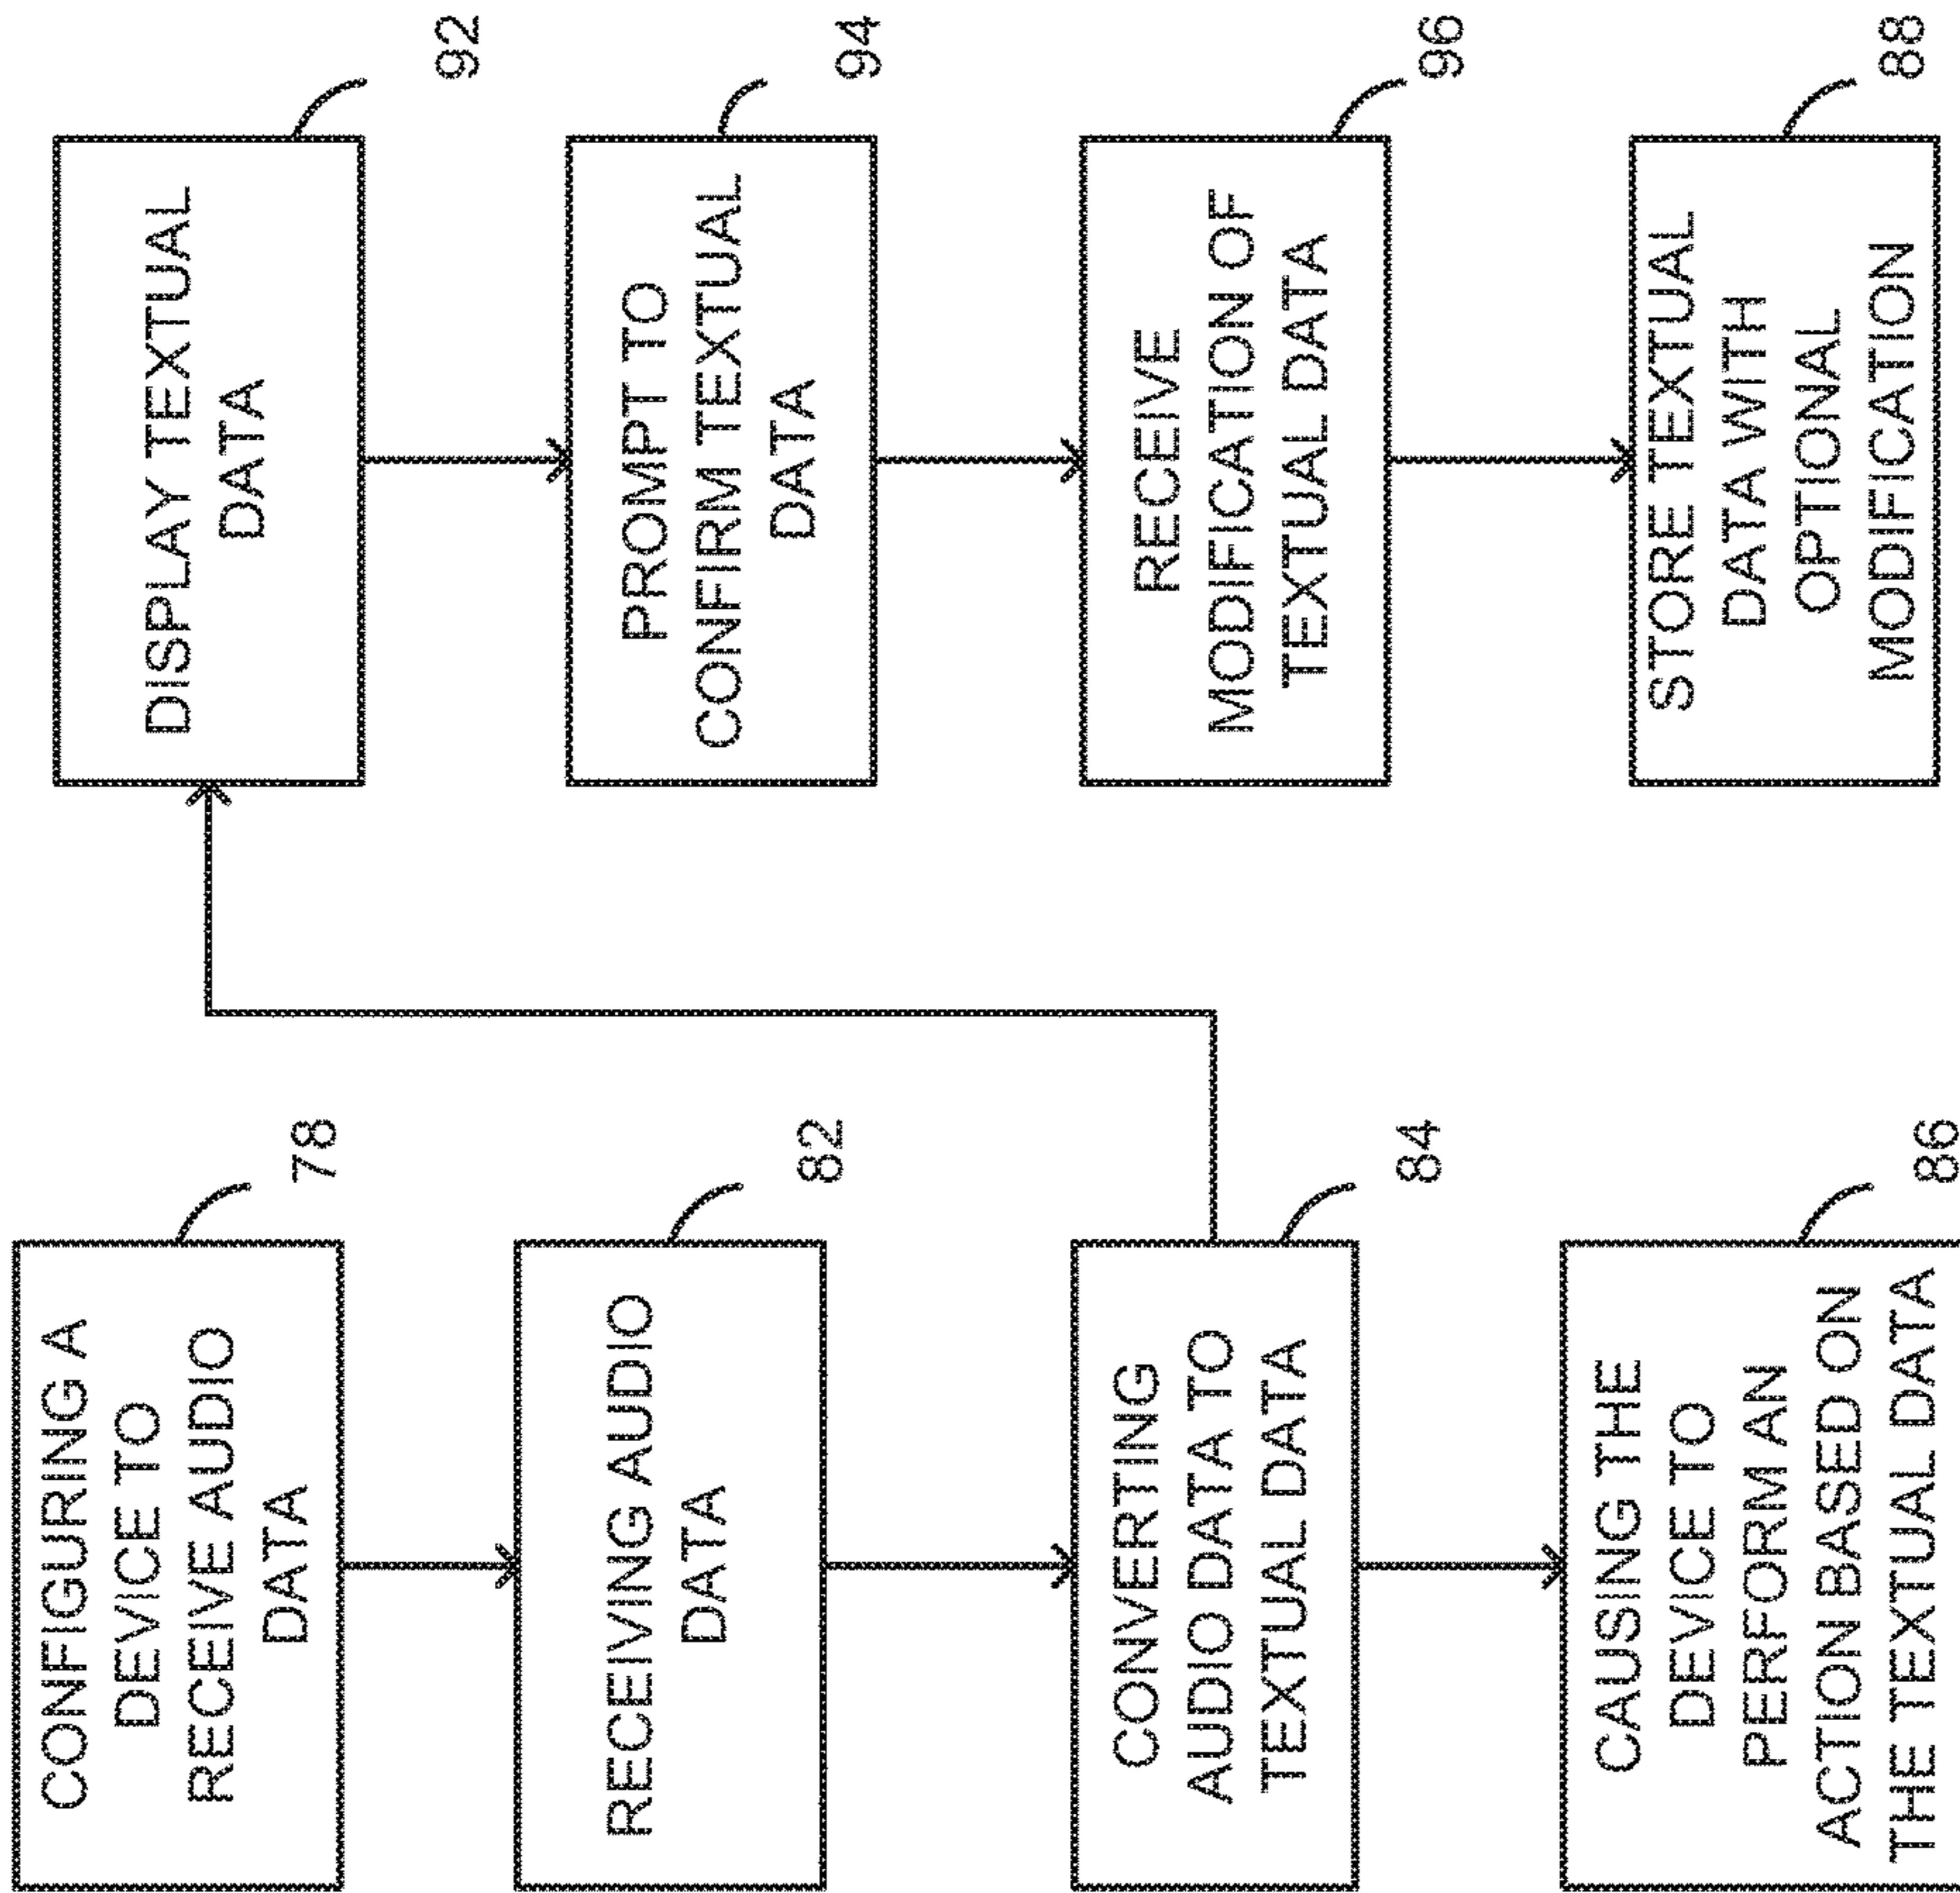 CONFIGURING A
DEVICE TO
RECEIVE AUDIO
DATA
78
RECEIVING AUDIO
DATA
82
CONVERTING
AUDIO DATA TO
TEXTUAL DATA
84
CAUSING THE
DEVICE TO
PERFORM AN
ACTION BASED ON
THE TEXTUAL DATA
86
DISPLAY TEXTUAL
DATA
92
PROMPT TO
CONFIRM TEXTUAL
DATA
94
RECEIVE
MODIFICATION OF
TEXTUAL DATA
96
STORE TEXTUAL
DATA WITH
OPTIONAL
MODIFICATION
88